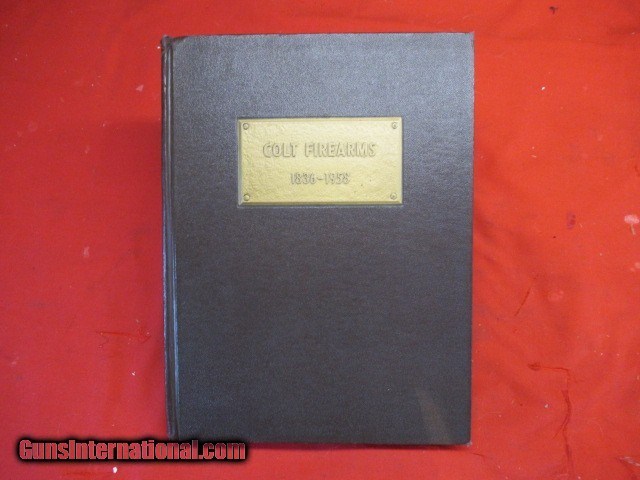 COLT FIREARMS
1836-1958
GunsInternational.com